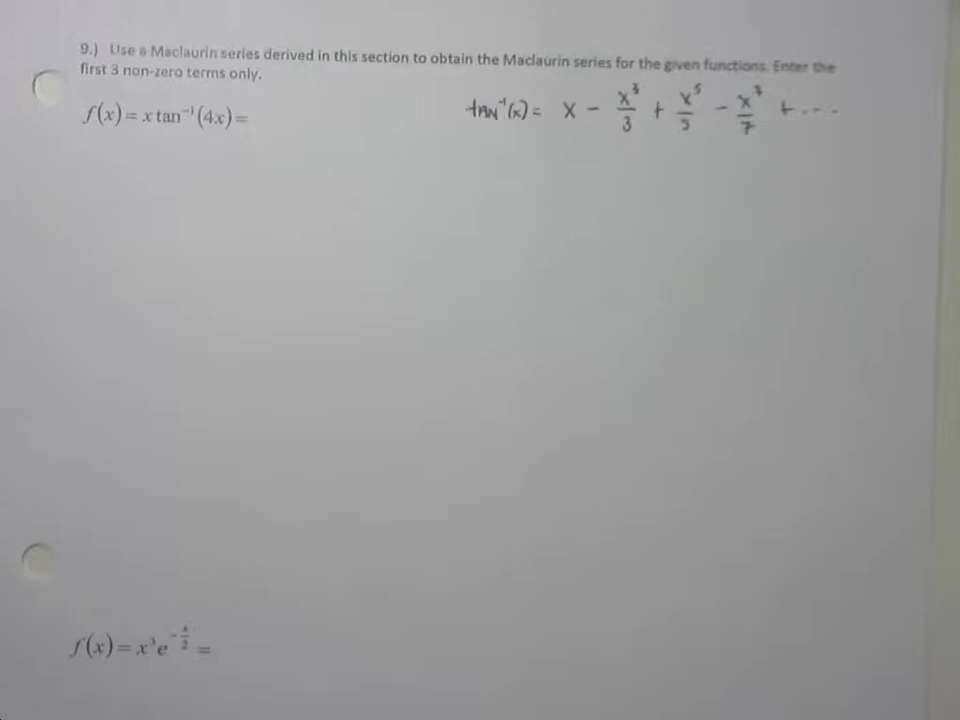 9.) Use a Maclaurin series derived in this section to obtain the Maclaurin series for the given functions. Enter the
first 3 non-zero terms only.
f(x) = x tan⁻¹(4x) =
tan⁻¹(x) = x - x³/3 + x⁵/5 - x⁷/7 + ....
f(x) = x³e^(-x/2) =